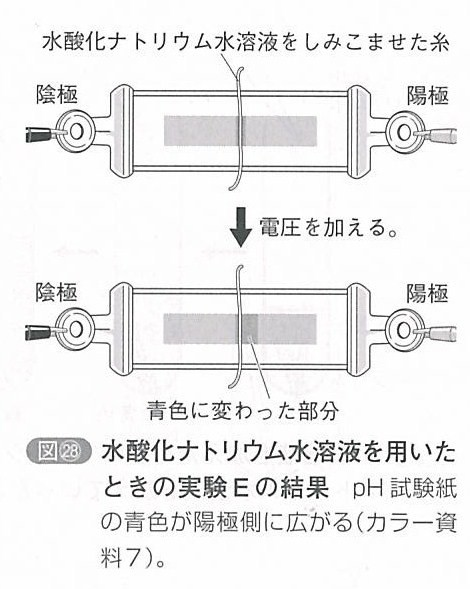 水酸化ナトリウム水溶液をしみこませた糸
陰極
陽極
電圧を加える。
陰極
陽極
青色に変わった部分
図28 水酸化ナトリウム水溶液を用いた
ときの実験Eの結果 pH試験紙
の青色が陽極側に広がる(カラー資
料7)。